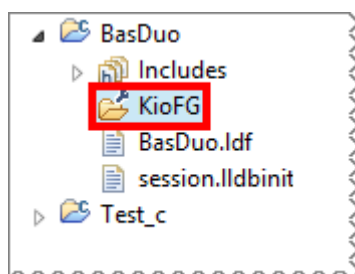 BasDuo
Includes
KioFG
BasDuo.ldf
session.lldbinit
Test_c